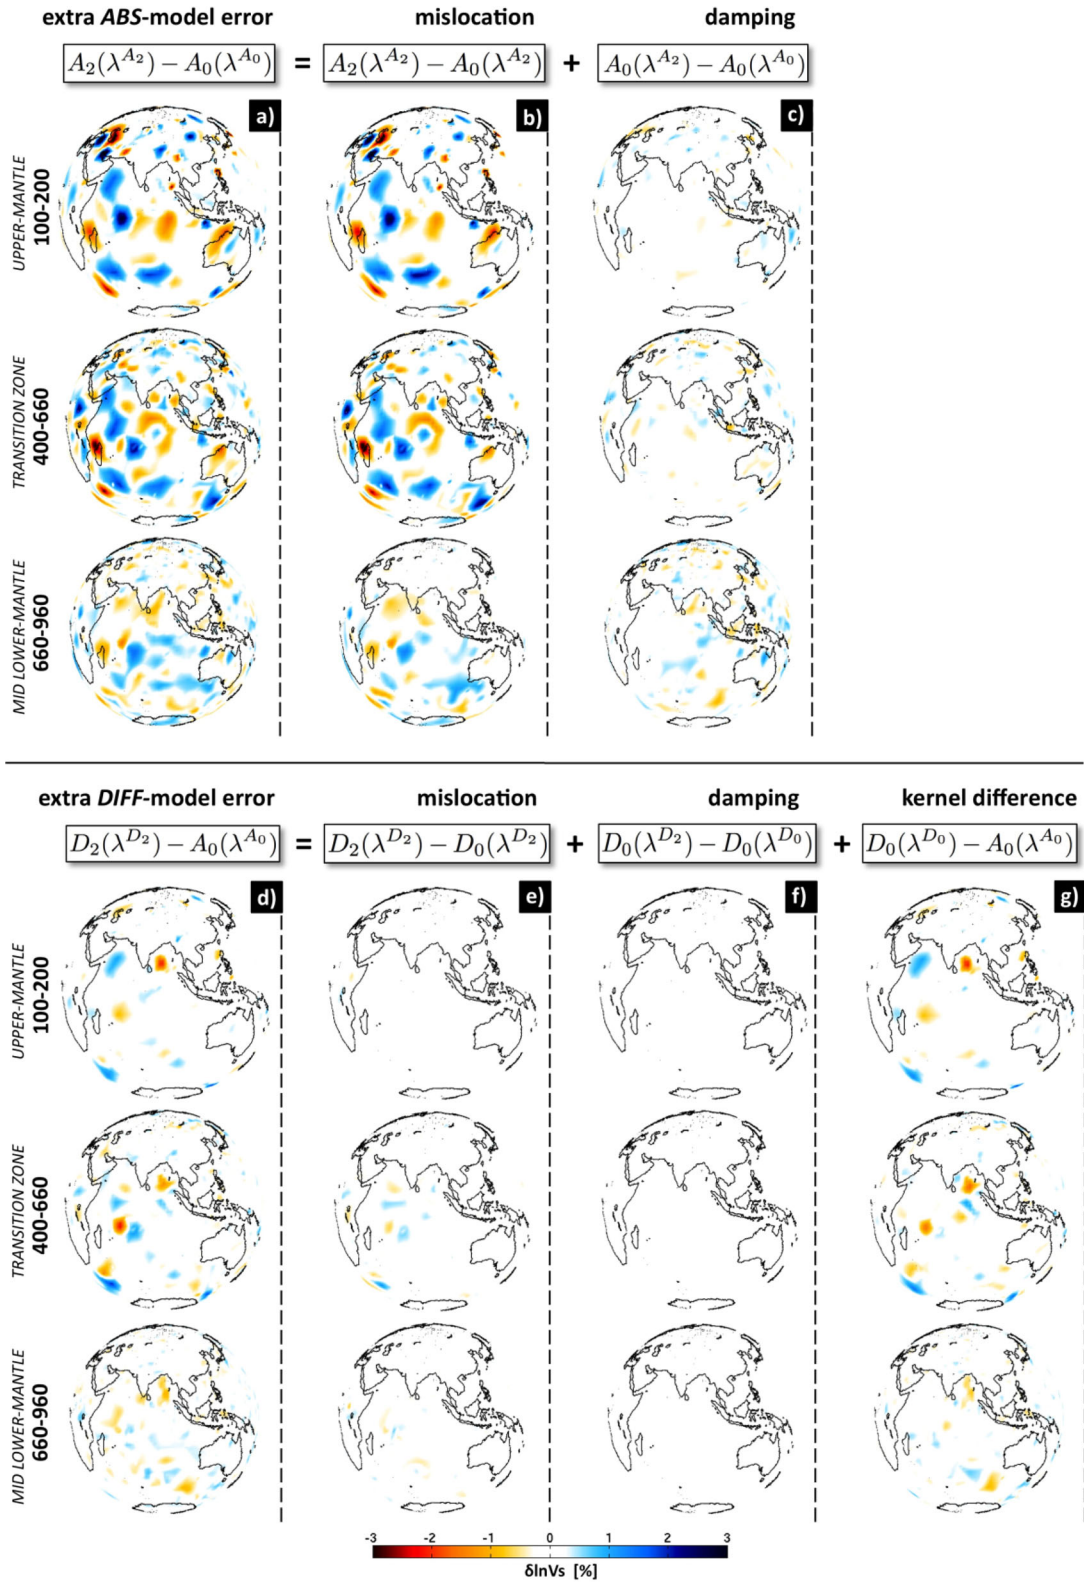 extra ABS-model error mislocation damping
A₂(λ^A₂) − A₀(λ^A₀) = A₂(λ^A₂) − A₀(λ^A₂) + A₀(λ^A₂) − A₀(λ^A₀)
a) b) c)
UPPER-MANTLE
100-200
TRANSITION ZONE
400-660
MID LOWER-MANTLE
660-960
extra DIFF-model error mislocation damping kernel difference
D₂(λ^D₂) − A₀(λ^A₀) = D₂(λ^D₂) − D₀(λ^D₂) + D₀(λ^D₂) − D₀(λ^D₀) + D₀(λ^D₀) − A₀(λ^A₀)
d) e) f) g)
UPPER-MANTLE
100-200
TRANSITION ZONE
400-660
MID LOWER-MANTLE
660-960
-3 -2 -1 0 1 2 3
δlnVs [%]